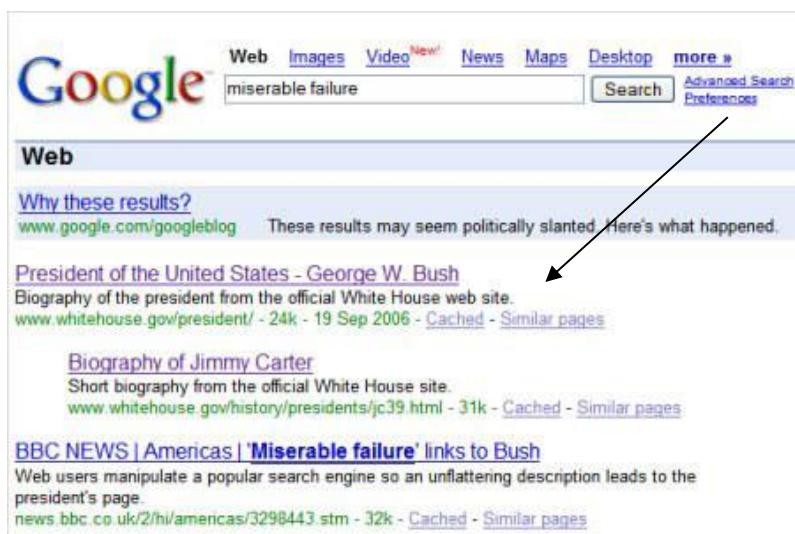 Google Web Images Video New! News Maps Desktop more »
miserable failure Search Advanced Search
Preferences
Web
Why these results?
www.google.com/googleblog These results may seem politically slanted. Here's what happened.
President of the United States - George W. Bush
Biography of the president from the official White House web site.
www.whitehouse.gov/president/ - 24k - 19 Sep 2006 - Cached - Similar pages
Biography of Jimmy Carter
Short biography from the official White House site.
www.whitehouse.gov/history/presidents/jc39.html - 31k - Cached - Similar pages
BBC NEWS | Americas | 'Miserable failure' links to Bush
Web users manipulate a popular search engine so an unflattering description leads to the
president's page.
news.bbc.co.uk/2/hi/americas/3298443.stm - 32k - Cached - Similar pages